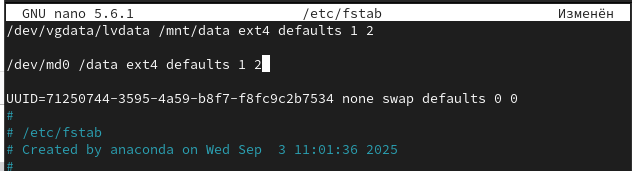 GNU nano 5.6.1 /etc/fstab Изменён
/dev/vgdata/lvdata /mnt/data ext4 defaults 1 2
/dev/md0 /data ext4 defaults 1 2
UUID=71250744-3595-4a59-b8f7-f8fc9c2b7534 none swap defaults 0 0
#
# /etc/fstab
# Created by anaconda on Wed Sep  3 11:01:36 2025
#